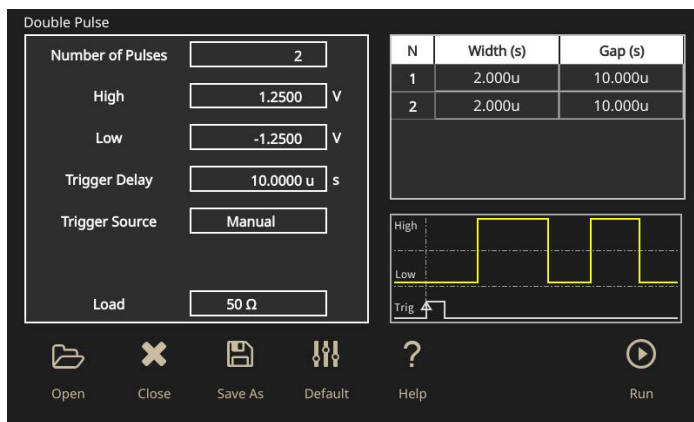 Double Pulse
Number of Pulses 2
High 1.2500 V
Low -1.2500 V
Trigger Delay 10.0000 u s
Trigger Source Manual
Load 50 Ω
N Width (s) Gap (s)
1 2.000u 10.000u
2 2.000u 10.000u
High
Low
Trig
Open Close Save As Default Help Run